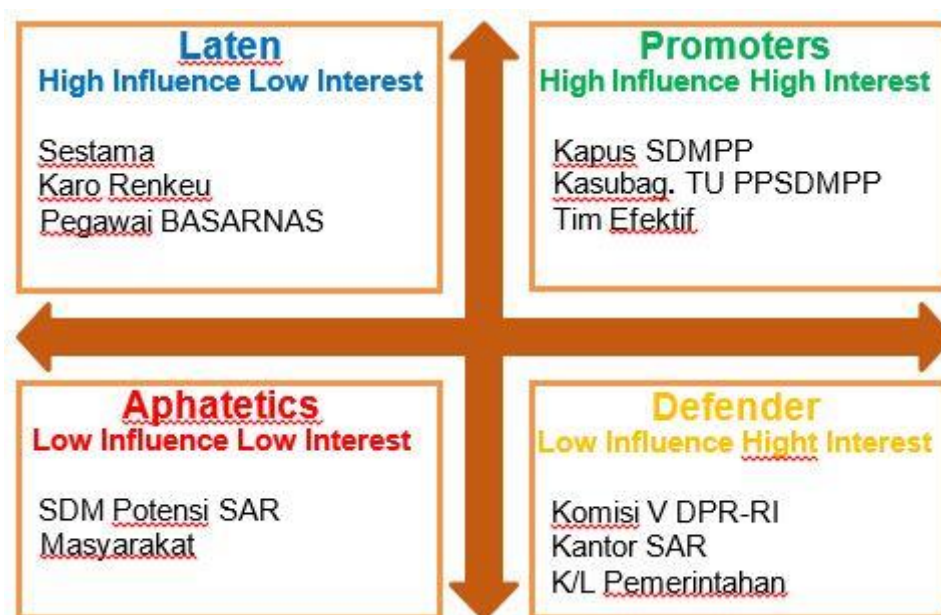 Laten
High Influence Low Interest
Sestama
Karo Renkeu
Pegawai BASARNAS
Promoters
High Influence High Interest
Kapus SDMPP
Kasubag. TU PPSDMPP
Tim Efektif
Aphatetics
Low Influence Low Interest
SDM Potensi SAR
Masyarakat
Defender
Low Influence Hight Interest
Komisi V DPR-RI
Kantor SAR
K/L Pemerintahan